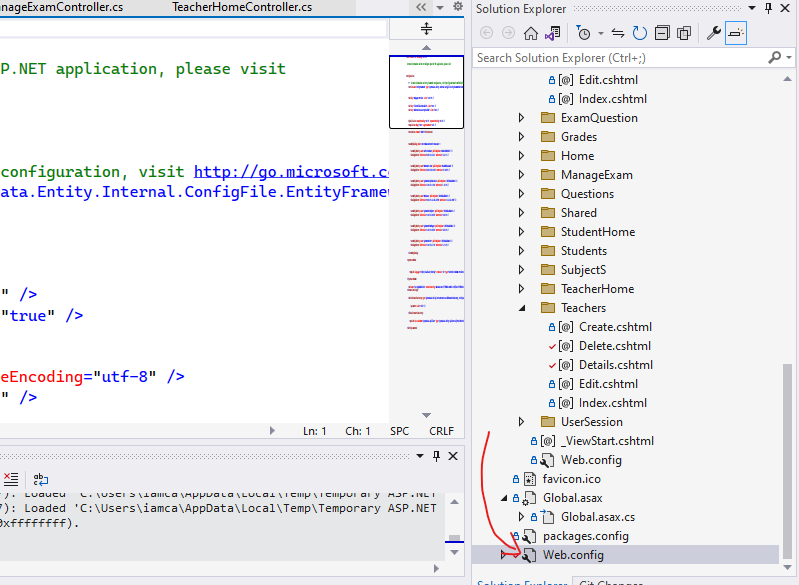 nageExamController.cs
TeacherHomeController.cs
P.NET application, please visit
configuration, visit http://go.microsoft.c
ata.Entity.Internal.ConfigFile.EntityFramew
" />
"true" />
eEncoding="utf-8" />
" />
Ln: 1 Ch: 1 SPC CRLF
7): Loaded 'C:\Users\iamca\AppData\Local\Temp\Temporary ASP.NET
7): Loaded 'C:\Users\iamca\AppData\Local\Temp\Temporary ASP.NET
0xffffffff).
Solution Explorer
Search Solution Explorer (Ctrl+;)
Edit.cshtml
Index.cshtml
ExamQuestion
Grades
Home
ManageExam
Questions
Shared
StudentHome
Students
SubjectS
TeacherHome
Teachers
Create.cshtml
Delete.cshtml
Details.cshtml
Edit.cshtml
Index.cshtml
UserSession
_ViewStart.cshtml
Web.config
favicon.ico
Global.asax
Global.asax.cs
packages.config
Web.config
Solution Explorer Git Changes